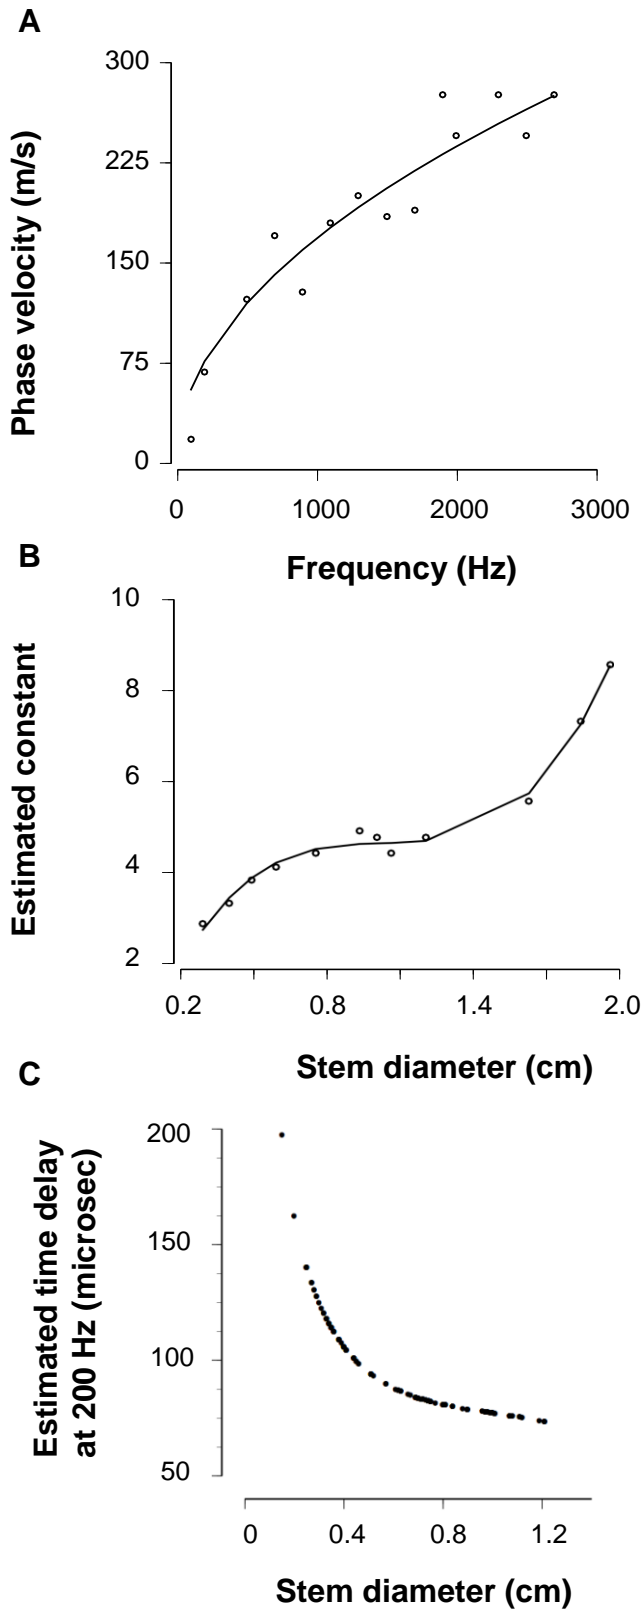 A
300
225
150
75
0
Phase velocity (m/s)
0 1000 2000 3000
Frequency (Hz)
B
10
8
6
4
2
Estimated constant
0.2 0.8 1.4 2.0
Stem diameter (cm)
C
200
150
100
50
Estimated time delay
at 200 Hz (microsec)
0 0.4 0.8 1.2
Stem diameter (cm)